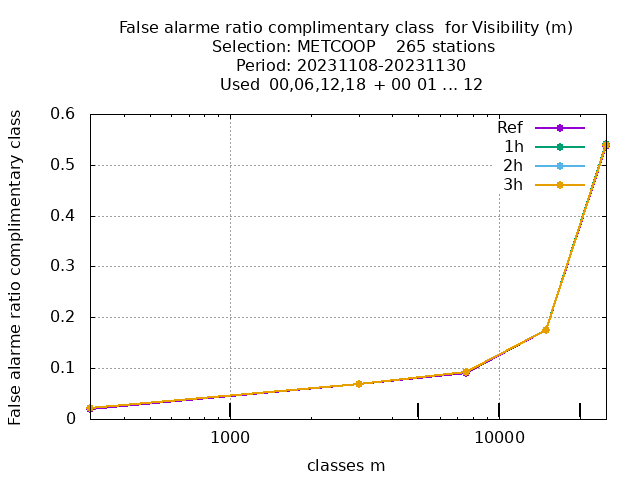 False alarme ratio complimentary class  for Visibility (m)
Selection: METCOOP    265 stations
Period: 20231108-20231130
Used  00,06,12,18  + 00 01 ... 12
False alarme ratio complimentary class
0.6
0.5
0.4
0.3
0.2
0.1
0
Ref
1h
2h
3h
1000
10000
classes m